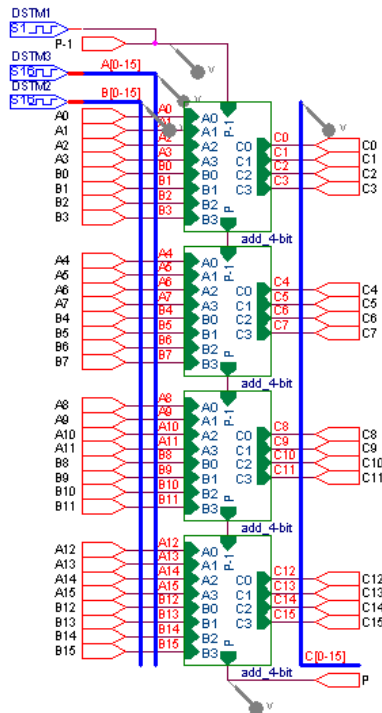 DSTM1
S1
P-1
DSTM3
S16
A[0-15]
DSTM2
S16
B[0-15]
V
V
V
V
A0 A0 A0 P-1 C0 C0 C0
A1 A1 A1 C1 C1 C1
A2 A2 A2 C2 C2 C2
A3 A3 A3 C3 C3 C3
B0 B0 B0
B1 B1 B1
B2 B2 B2
B3 B3 B3 P
add_4-bit
A4 A4 A0 P-1 C0 C4 C4
A5 A5 A1 C1 C5 C5
A6 A6 A2 C2 C6 C6
A7 A7 A3 C3 C7 C7
B4 B4 B0
B5 B5 B1
B6 B6 B2
B7 B7 B3 P
add_4-bit
A8 A8 A0 P-1 C0 C8 C8
A9 A9 A1 C1 C9 C9
A10 A10 A2 C2 C10 C10
A11 A11 A3 C3 C11 C11
B8 B8 B0
B9 B9 B1
B10 B10 B2
B11 B11 B3 P
add_4-bit
A12 A12 A0 P-1 C0 C12 C12
A13 A13 A1 C1 C13 C13
A14 A14 A2 C2 C14 C14
A15 A15 A3 C3 C15 C15
B12 B12 B0
B13 B13 B1
B14 B14 B2
B15 B15 B3 P
C[0-15]
add_4-bit
P
V